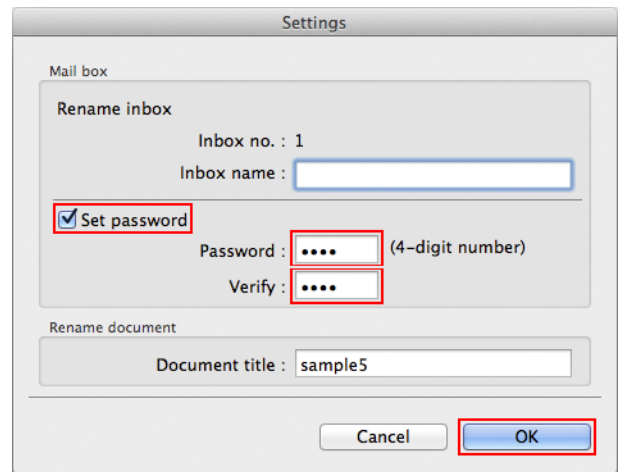 Settings
Mail box
Rename inbox
Inbox no. : 1
Inbox name :
Set password
Password : •••• (4-digit number)
Verify : ••••
Rename document
Document title : sample5
Cancel OK